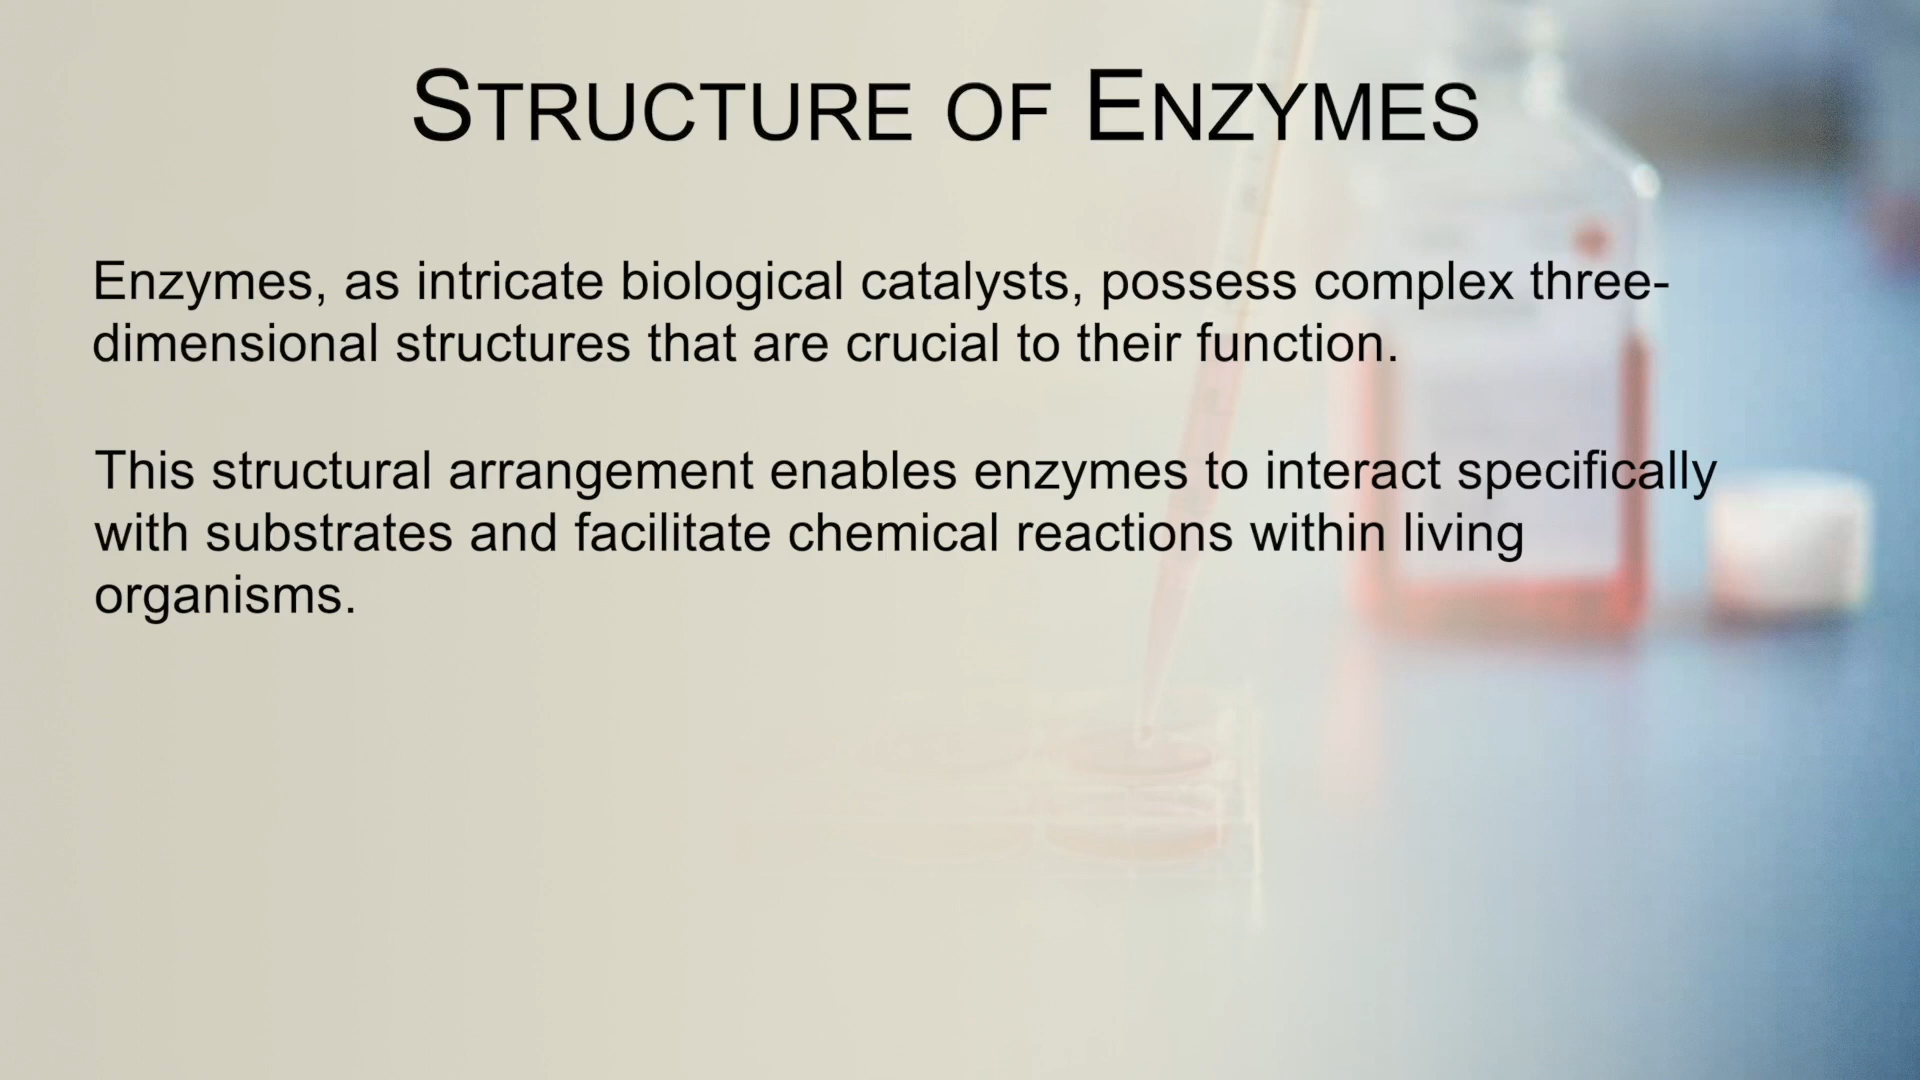 STRUCTURE OF ENZYMES
Enzymes, as intricate biological catalysts, possess complex three-
dimensional structures that are crucial to their function.
This structural arrangement enables enzymes to interact specifically
with substrates and facilitate chemical reactions within living
organisms.